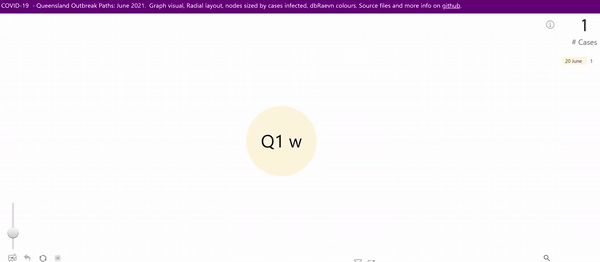 COVID-19 - Queensland Outbreak Paths: June 2021. Graph visual, Radial layout, nodes sized by cases infected, dbRaevn colours. Source files and more info on github.
1
# Cases
20 June 1
Q1 w